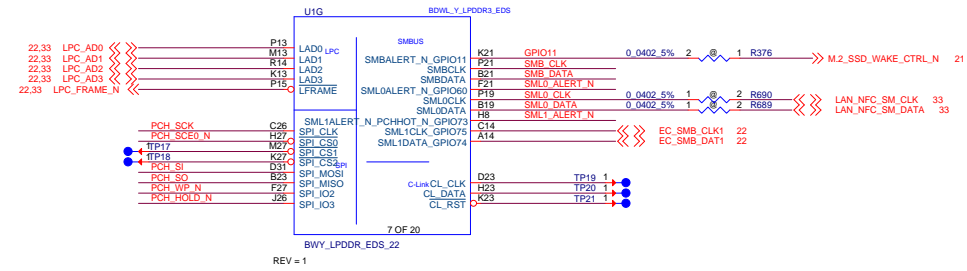 U1G BDWL_Y_LPDDR3_EDS
22,33 LPC_AD0 P13 LAD0 LPC SMBUS
22,33 LPC_AD1 M13 LAD1 SMBALERT_N_GPIO11 K21 GPIO11 0_0402_5% 2 @ 1 R376 M.2_SSD_WAKE_CTRL_N 21
22,33 LPC_AD2 R14 LAD2 SMBCLK P21 SMB_CLK
22,33 LPC_AD3 K13 LAD3 SMBDATA B21 SMB_DATA
22,33 LPC_FRAME_N P15 LFRAME SML0ALERT_N_GPIO60 F21 SML0_ALERT_N
SML0CLK P19 SML0_CLK 0_0402_5% 1 @ 2 R690 LAN_NFC_SM_CLK 33
SML0DATA B19 SML0_DATA 0_0402_5% 1 @ 2 R689 LAN_NFC_SM_DATA 33
SML1ALERT_N_PCHHOT_N_GPIO73 H8 SML1_ALERT_N
PCH_SCK C26 SPI_CLK SML1CLK_GPIO75 C14 EC_SMB_CLK1 22
PCH_SCE0_N H27 SPI_CS0 SML1DATA_GPIO74 A14 EC_SMB_DAT1 22
1 TP17 M27 SPI_CS1
1 TP18 K27 SPI_CS2 SPI
PCH_SI D31 SPI_MOSI
PCH_SO B23 SPI_MISO C-Link CL_CLK D23 TP19 1
PCH_WP_N F27 SPI_IO2 CL_DATA H23 TP20 1
PCH_HOLD_N J26 SPI_IO3 CL_RST K23 TP21 1
7 OF 20
BWY_LPDDR_EDS_22
REV = 1